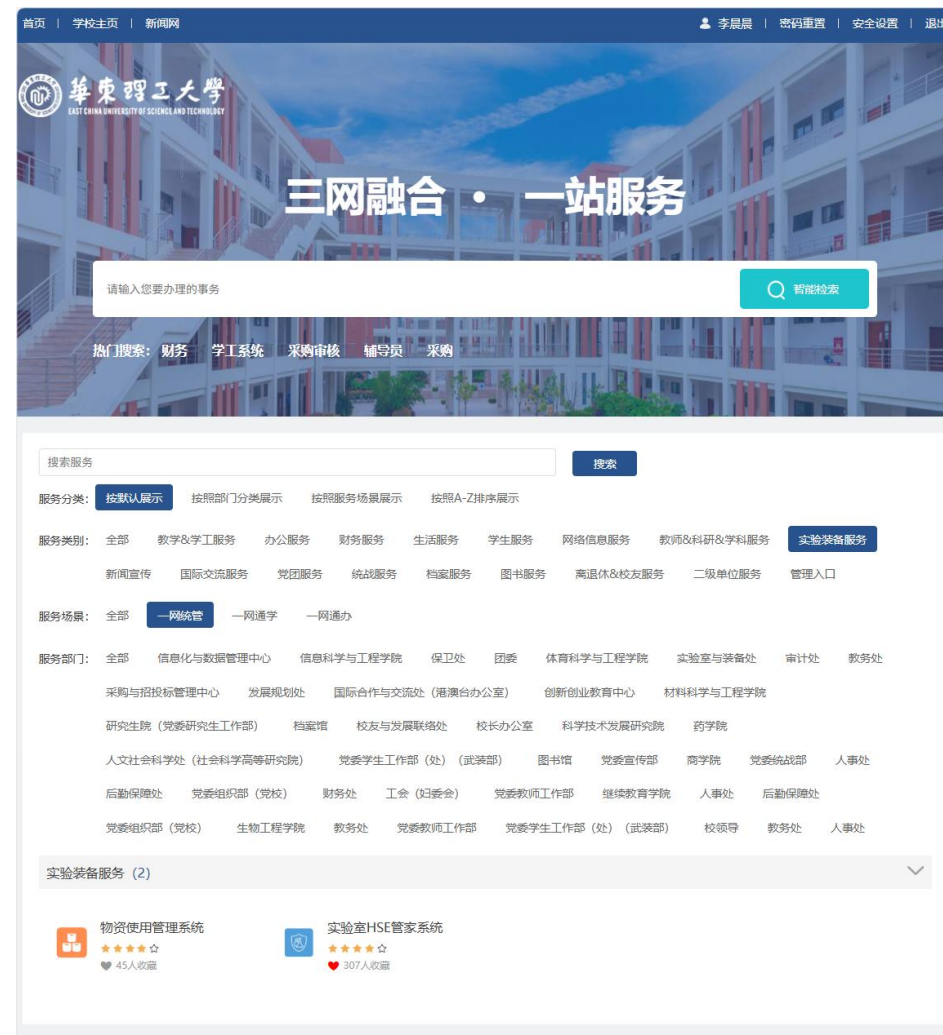 首页 | 学校主页 | 新闻网 李晨晨 | 密码重置 | 安全设置 | 退出
華東理工大學
EAST CHINA UNIVERSITY OF SCIENCE AND TECHNOLOGY
三网融合 · 一站服务
请输入您要办理的事务 智能检索
热门搜索: 财务 学工系统 采购审核 辅导员 采购
搜索服务 搜索
服务分类: 按默认展示 按照部门分类展示 按照服务场景展示 按照A-Z排序展示
服务类别: 全部 教学&学工服务 办公服务 财务服务 生活服务 学生服务 网络信息服务 教师&科研&学科服务 实验装备服务
新闻宣传 国际交流服务 党团服务 统战服务 档案服务 图书服务 离退休&校友服务 二级单位服务 管理入口
服务场景: 全部 一网统管 一网通学 一网通办
服务部门: 全部 信息化与数据管理中心 信息科学与工程学院 保卫处 团委 体育科学与工程学院 实验室与装备处 审计处 教务处
采购与招投标管理中心 发展规划处 国际合作与交流处（港澳台办公室） 创新创业教育中心 材料科学与工程学院
研究生院（党委研究生工作部） 档案馆 校友与发展联络处 校长办公室 科学技术发展研究院 药学院
人文社会科学处（社会科学高等研究院） 党委学生工作部（处）（武装部） 图书馆 党委宣传部 商学院 党委统战部 人事处
后勤保障处 党委组织部（党校） 财务处 工会（妇委会） 党委教师工作部 继续教育学院 人事处 后勤保障处
党委组织部（党校） 生物工程学院 教务处 党委教师工作部 党委学生工作部（处）（武装部） 校领导 教务处 人事处
实验装备服务 (2)
物资使用管理系统 实验室HSE管家系统
45人收藏 307人收藏